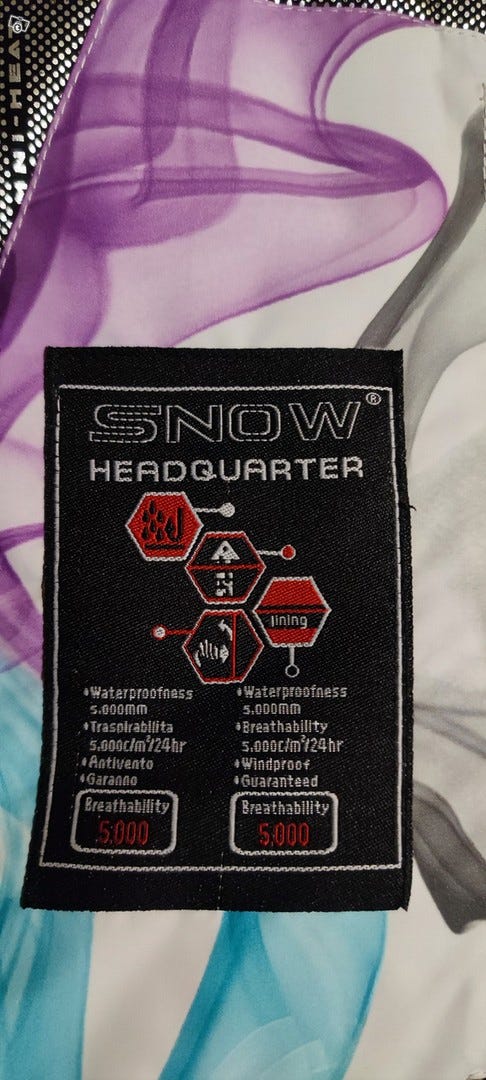 SNOW®
HEADQUARTER
lining
•Waterproofness
5.000mm
•Traspirabilita
5.000c/m²/24hr
•Antivento
•Garanno
Breathability
5.000
•Waterproofness
5.000mm
•Breathability
5.000c/m²/24hr
•Windproof
•Guaranteed
Breathability
5.000